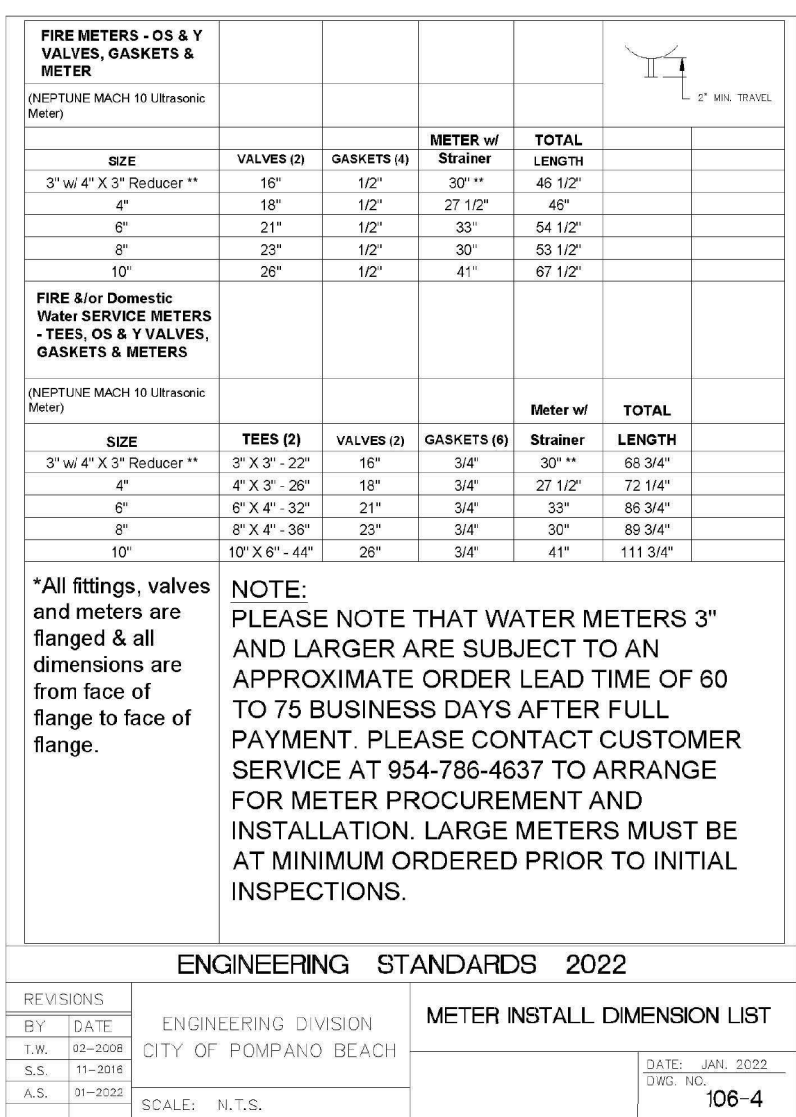 FIRE METERS - OS & Y
VALVES, GASKETS &
METER
2" MIN. TRAVEL
(NEPTUNE MACH 10 Ultrasonic
Meter)
METER w/ TOTAL
SIZE VALVES (2) GASKETS (4) Strainer LENGTH
3" w/ 4" X 3" Reducer ** 16" 1/2" 30" ** 46 1/2"
4" 18" 1/2" 27 1/2" 46"
6" 21" 1/2" 33" 54 1/2"
8" 23" 1/2" 30" 53 1/2"
10" 26" 1/2" 41" 67 1/2"
FIRE &/or Domestic
Water SERVICE METERS
- TEES, OS & Y VALVES,
GASKETS & METERS
(NEPTUNE MACH 10 Ultrasonic
Meter) Meter w/ TOTAL
SIZE TEES (2) VALVES (2) GASKETS (6) Strainer LENGTH
3" w/ 4" X 3" Reducer ** 3" X 3" - 22" 16" 3/4" 30" ** 68 3/4"
4" 4" X 3" - 26" 18" 3/4" 27 1/2" 72 1/4"
6" 6" X 4" - 32" 21" 3/4" 33" 86 3/4"
8" 8" X 4" - 36" 23" 3/4" 30" 89 3/4"
10" 10" X 6" - 44" 26" 3/4" 41" 111 3/4"
*All fittings, valves
and meters are
flanged & all
dimensions are
from face of
flange to face of
flange.
NOTE:
PLEASE NOTE THAT WATER METERS 3"
AND LARGER ARE SUBJECT TO AN
APPROXIMATE ORDER LEAD TIME OF 60
TO 75 BUSINESS DAYS AFTER FULL
PAYMENT. PLEASE CONTACT CUSTOMER
SERVICE AT 954-786-4637 TO ARRANGE
FOR METER PROCUREMENT AND
INSTALLATION. LARGE METERS MUST BE
AT MINIMUM ORDERED PRIOR TO INITIAL
INSPECTIONS.
ENGINEERING STANDARDS 2022
REVISIONS
BY DATE
T.W. 02-2008
S.S. 11-2016
A.S. 01-2022
ENGINEERING DIVISION
CITY OF POMPANO BEACH
SCALE: N.T.S.
METER INSTALL DIMENSION LIST
DATE: JAN. 2022
DWG. NO.
106-4